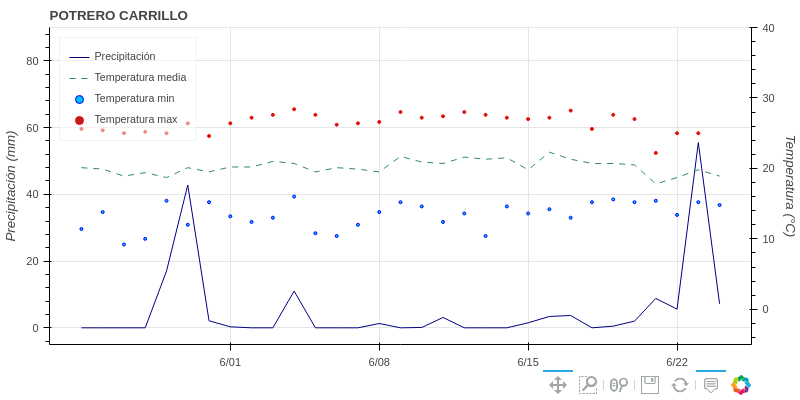 POTRERO CARRILLO
Precipitación
Temperatura media
Temperatura min
Temperatura max
Precipitación (mm)
80
60
40
20
0
Temperatura (°C)
40
30
20
10
0
6/01
6/08
6/15
6/22